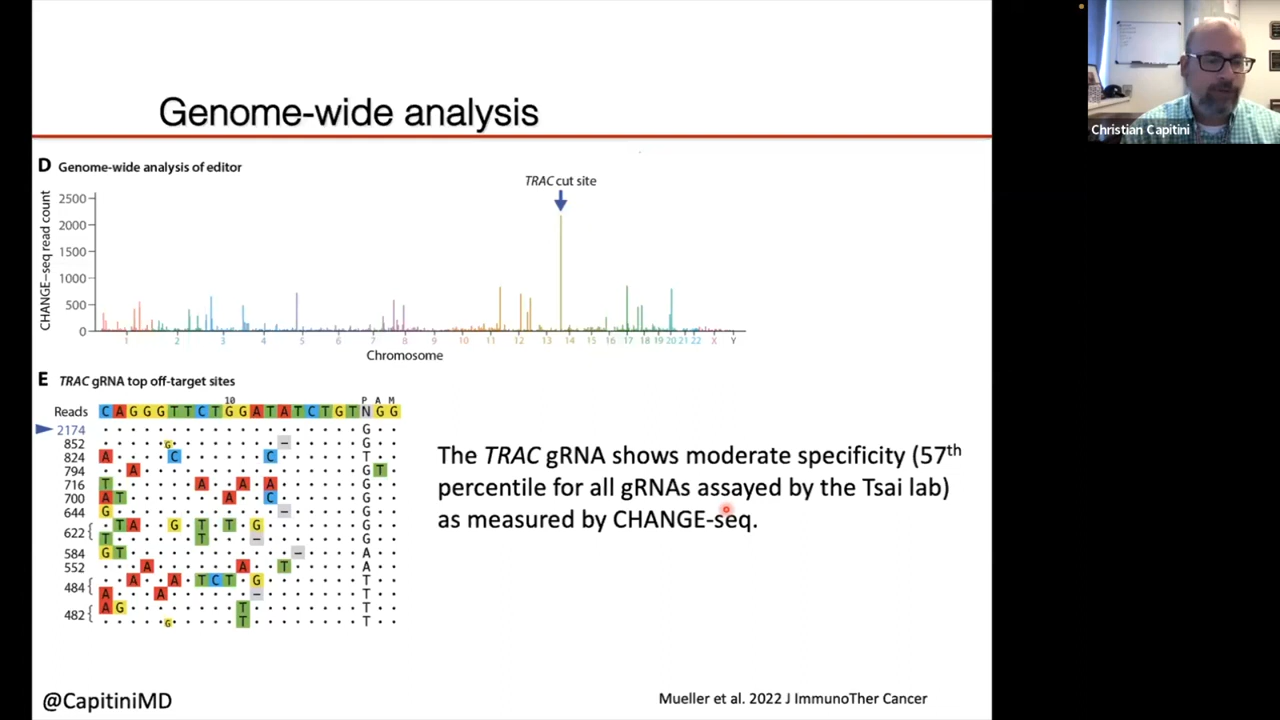 Genome-wide analysis
Christian Capitini
D Genome-wide analysis of editor
TRAC cut site
CHANGE-seq read count
2500
2000
1500
1000
500
0
1 2 3 4 5 6 7 8 9 10 11 12 13 14 15 16 17 18 19 20 21 22 X Y
Chromosome
E TRAC gRNA top off-target sites
10 P A M
Reads C A G G G T T C T G G A T A T C T G T N G G
2174 · · · · · · · · · · · · · · · · · · · G · ·
852 G – G
824 A C C T
794 A G T
716 T A A A G
700 A T A C G
644 G – G
622 { T A G T T G G
T T – G
584 G T – A
552 A A T A
484 { A A T C T G T
A A – T
482 { A G T T
G T T
The TRAC gRNA shows moderate specificity (57th
percentile for all gRNAs assayed by the Tsai lab)
as measured by CHANGE-seq.
@CapitiniMD
Mueller et al. 2022 J ImmunoTher Cancer